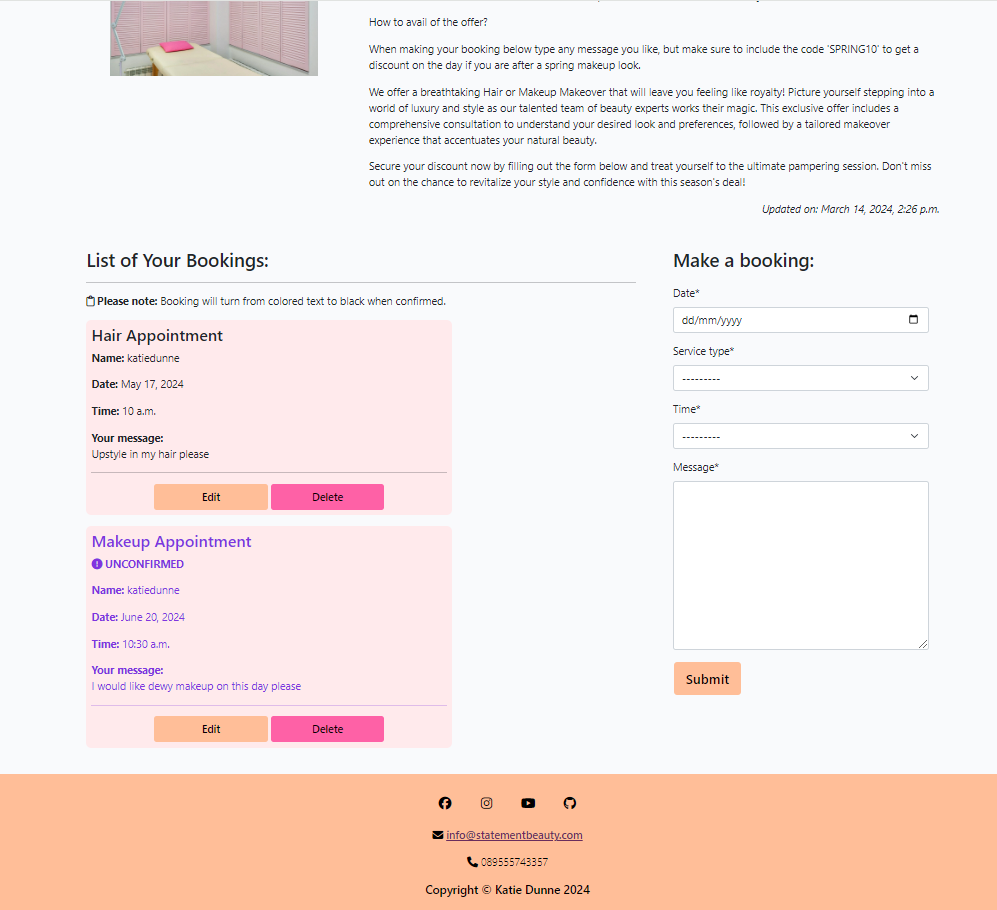 How to avail of the offer?
When making your booking below type any message you like, but make sure to include the code 'SPRING10' to get a
discount on the day if you are after a spring makeup look.
We offer a breathtaking Hair or Makeup Makeover that will leave you feeling like royalty! Picture yourself stepping into a
world of luxury and style as our talented team of beauty experts works their magic. This exclusive offer includes a
comprehensive consultation to understand your desired look and preferences, followed by a tailored makeover
experience that accentuates your natural beauty.
Secure your discount now by filling out the form below and treat yourself to the ultimate pampering session. Don't miss
out on the chance to revitalize your style and confidence with this season's deal!
Updated on: March 14, 2024, 2:26 p.m.
List of Your Bookings:
Please note: Booking will turn from colored text to black when confirmed.
Hair Appointment
Name: katiedunne
Date: May 17, 2024
Time: 10 a.m.
Your message:
Upstyle in my hair please
Edit
Delete
Makeup Appointment
UNCONFIRMED
Name: katiedunne
Date: June 20, 2024
Time: 10:30 a.m.
Your message:
I would like dewy makeup on this day please
Edit
Delete
Make a booking:
Date*
dd/mm/yyyy
Service type*
---------
Time*
---------
Message*
Submit
info@statementbeauty.com
089555743357
Copyright © Katie Dunne 2024